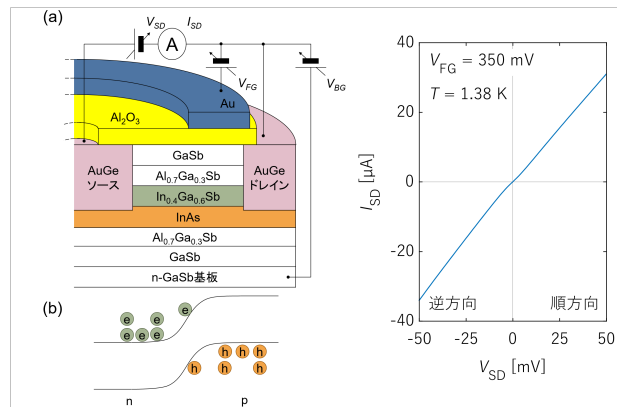 (a)
V_SD
I_SD
A
V_FG
V_BG
Au
Al₂O₃
AuGe
ソース
GaSb
Al₀.₇Ga₀.₃Sb
In₀.₄Ga₀.₆Sb
InAs
AuGe
ドレイン
Al₀.₇Ga₀.₃Sb
GaSb
n-GaSb基板
(b)
e e e
e e e
h h h
h h h
n
p
V_FG = 350 mV
T = 1.38 K
40
20
0
-20
-40
I_SD [µA]
逆方向
順方向
-50 -25 0 25 50
V_SD [mV]